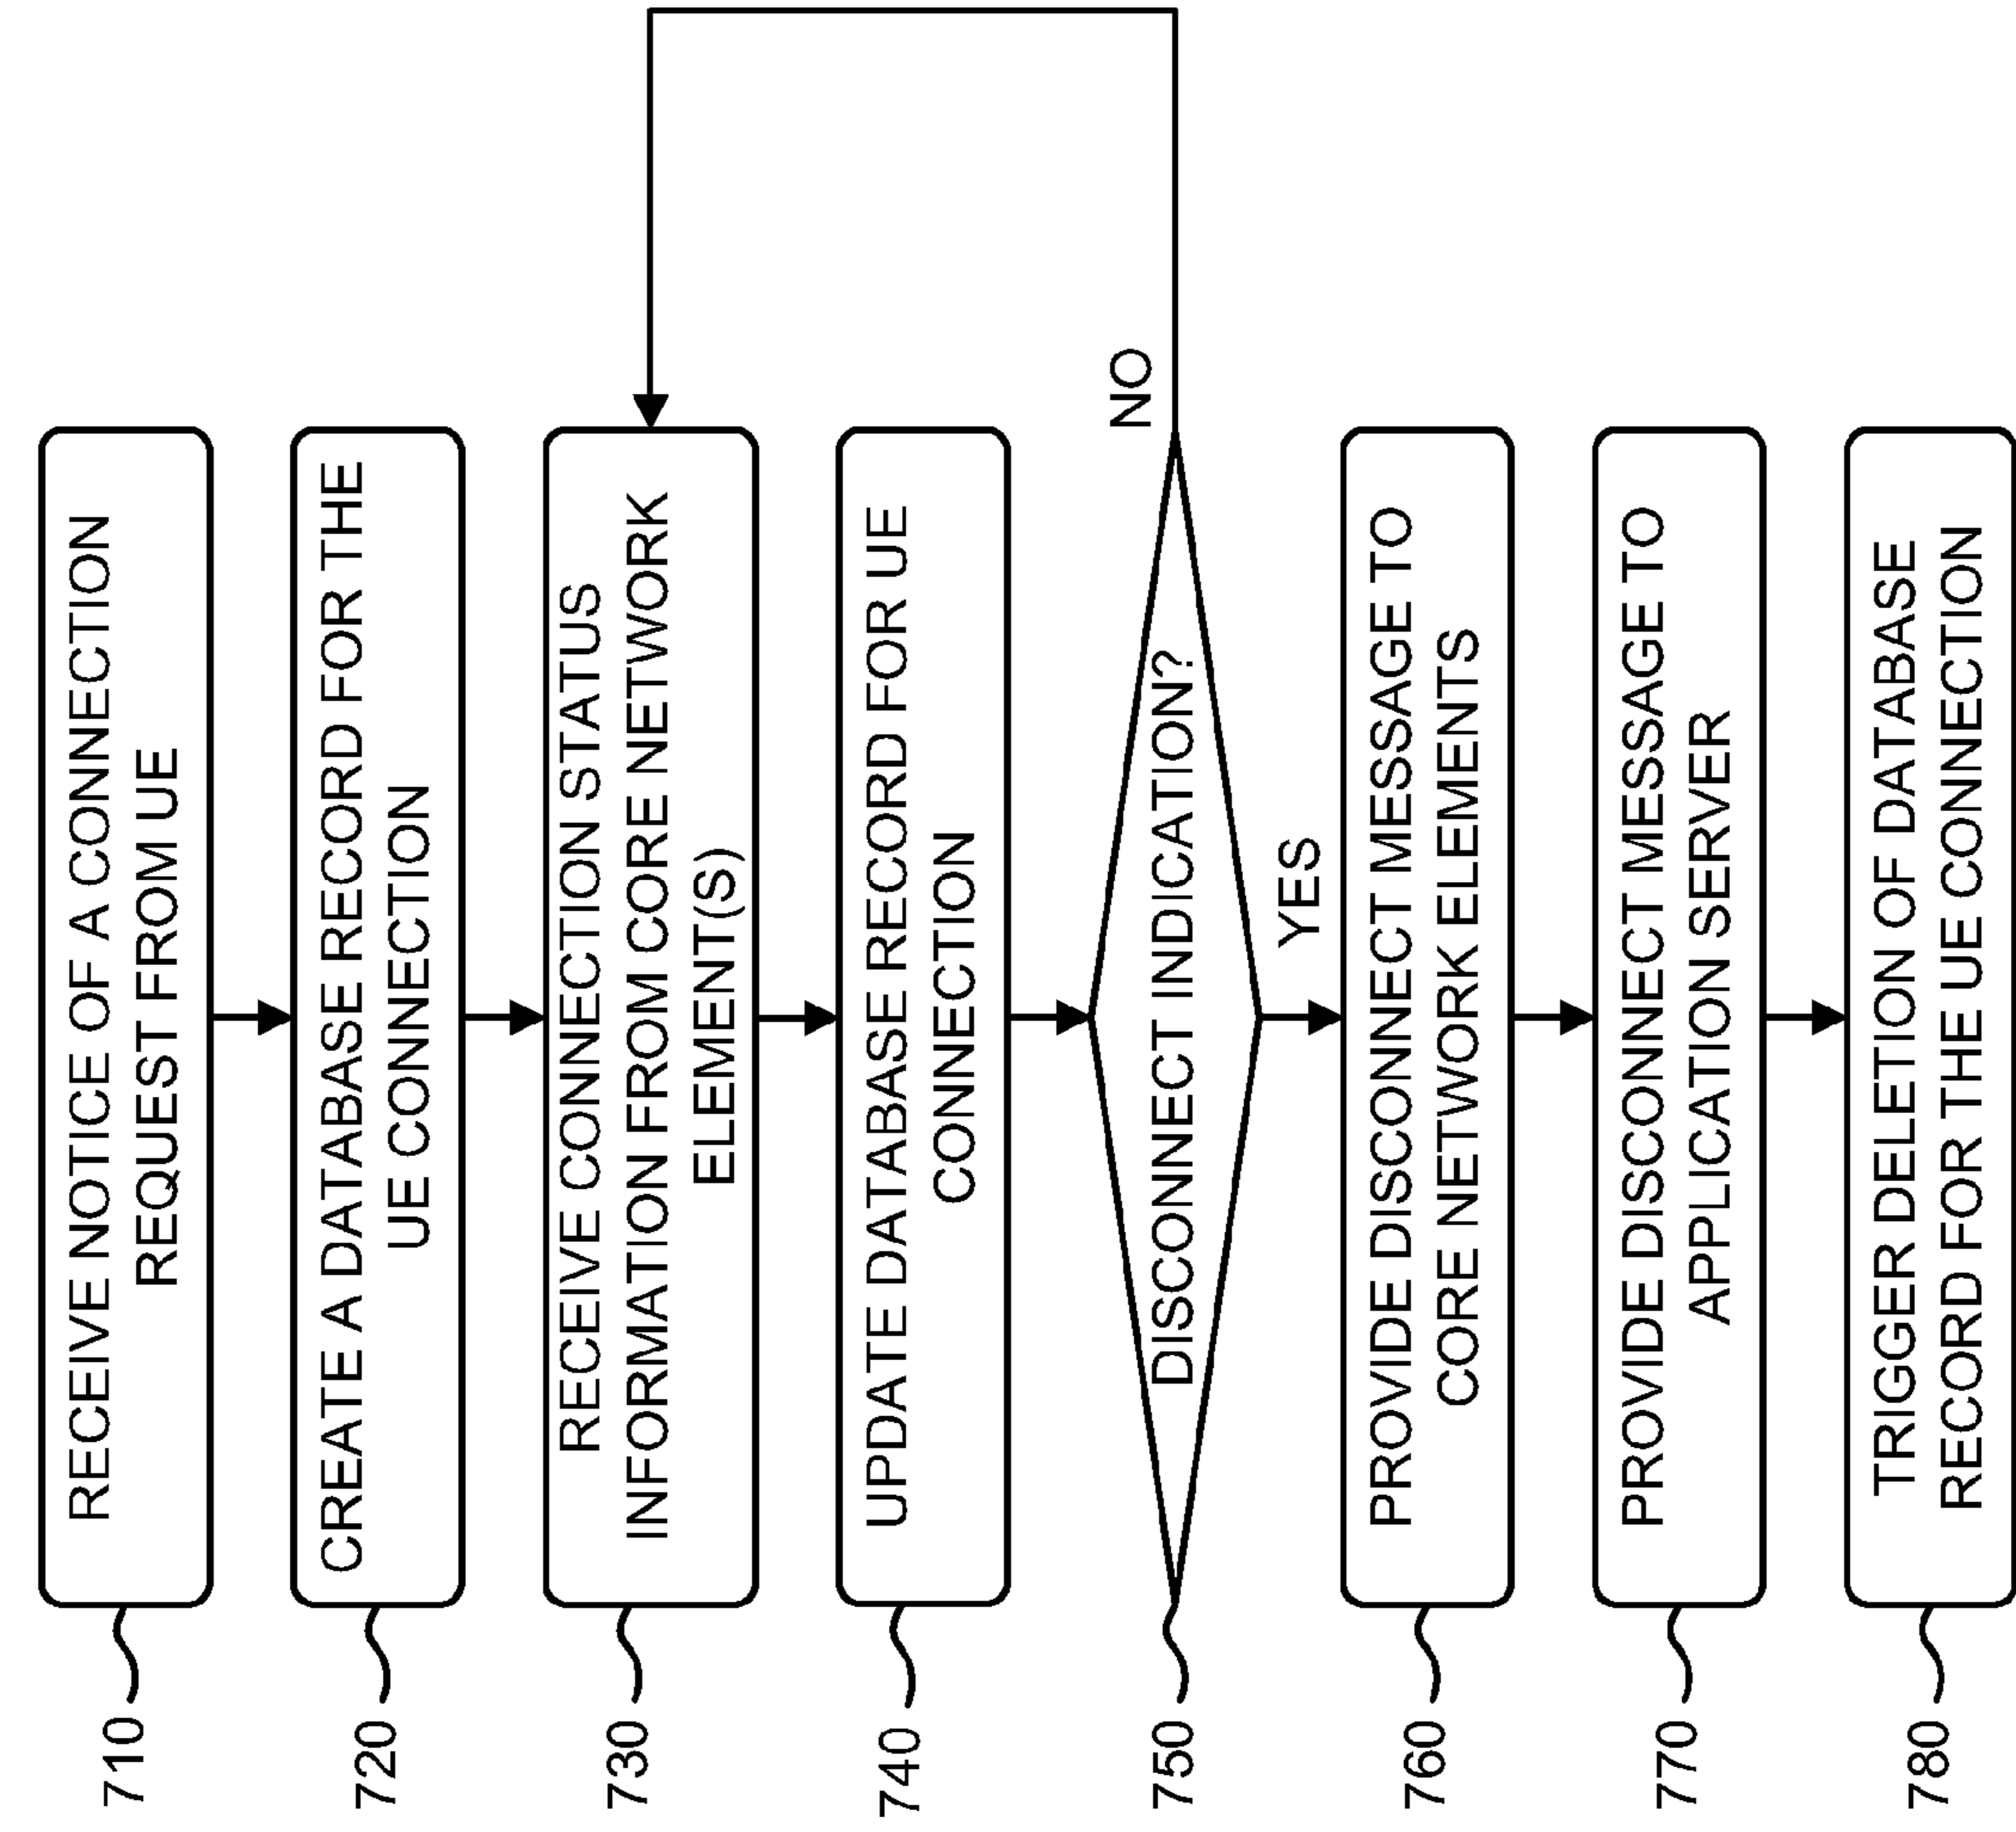 710
RECEIVE NOTICE OF A CONNECTION
REQUEST FROM UE
720
CREATE A DATABASE RECORD FOR THE
UE CONNECTION
730
RECEIVE CONNECTION STATUS
INFORMATION FROM CORE NETWORK
ELEMENT(S)
740
UPDATE DATABASE RECORD FOR UE
CONNECTION
750
DISCONNECT INDICATION?
NO
YES
760
PROVIDE DISCONNECT MESSAGE TO
CORE NETWORK ELEMENTS
770
PROVIDE DISCONNECT MESSAGE TO
APPLICATION SERVER
780
TRIGGER DELETION OF DATABASE
RECORD FOR THE UE CONNECTION